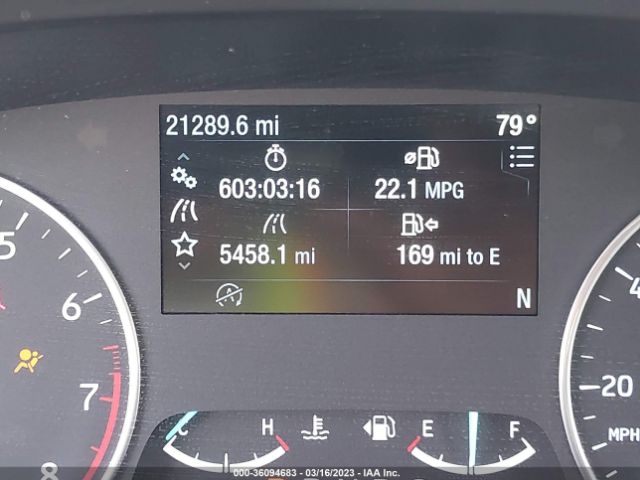 21289.6 mi 79°
603:03:16 22.1 MPG
5458.1 mi 169 mi to E
A N
5
6
7
8
4
20
MPH
C H E F
000-36094683 - 03/16/2023 - IAA Inc.